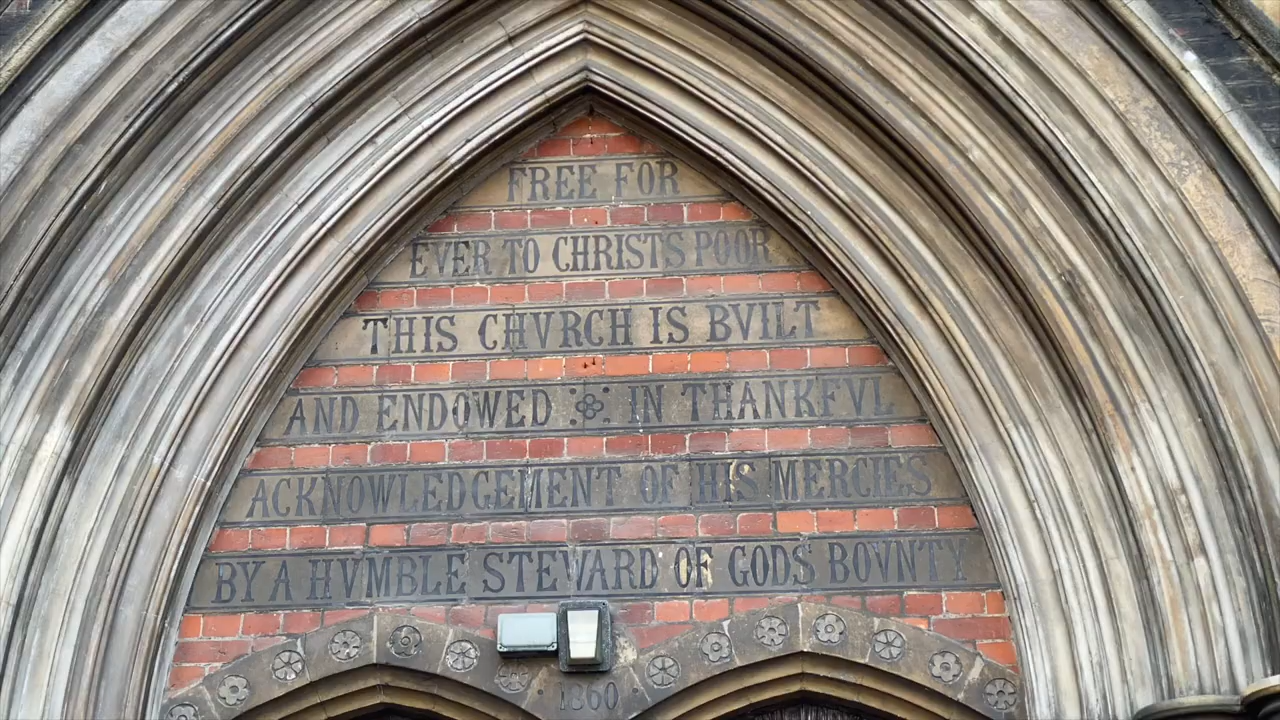 FREE FOR
EVER TO CHRISTS POOR
THIS CHVRCH IS BVILT
AND ENDOWED IN THANKFVL
ACKNOWLEDGEMENT OF HIS MERCIES
BY A HVMBLE STEWARD OF GODS BOVNTY
1860